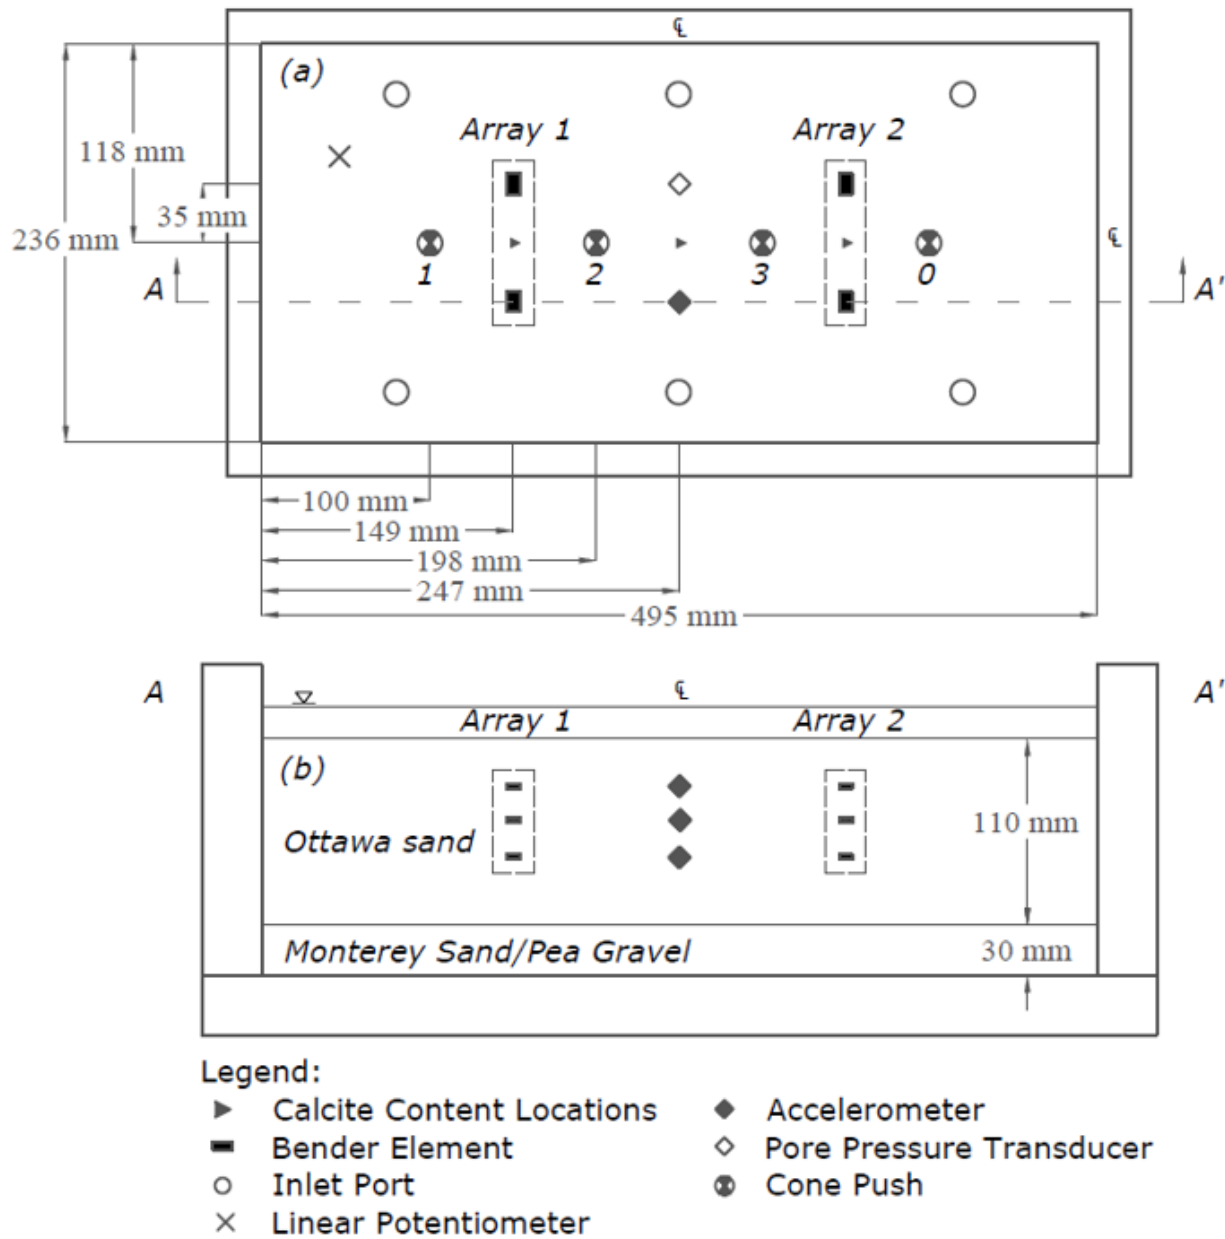 ℄
(a)
Array 1 Array 2
118 mm
35 mm
236 mm
℄
1 2 3 0
A A'
100 mm
149 mm
198 mm
247 mm
495 mm
A ℄ A'
Array 1 Array 2
(b)
Ottawa sand 110 mm
Monterey Sand/Pea Gravel 30 mm
Legend:
Calcite Content Locations Accelerometer
Bender Element Pore Pressure Transducer
Inlet Port Cone Push
Linear Potentiometer